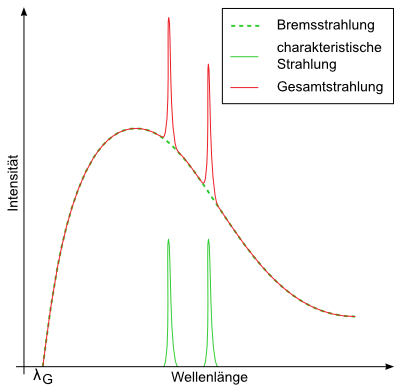 Bremsstrahlung
charakteristische
Strahlung
Gesamtstrahlung
Intensität
λG
Wellenlänge